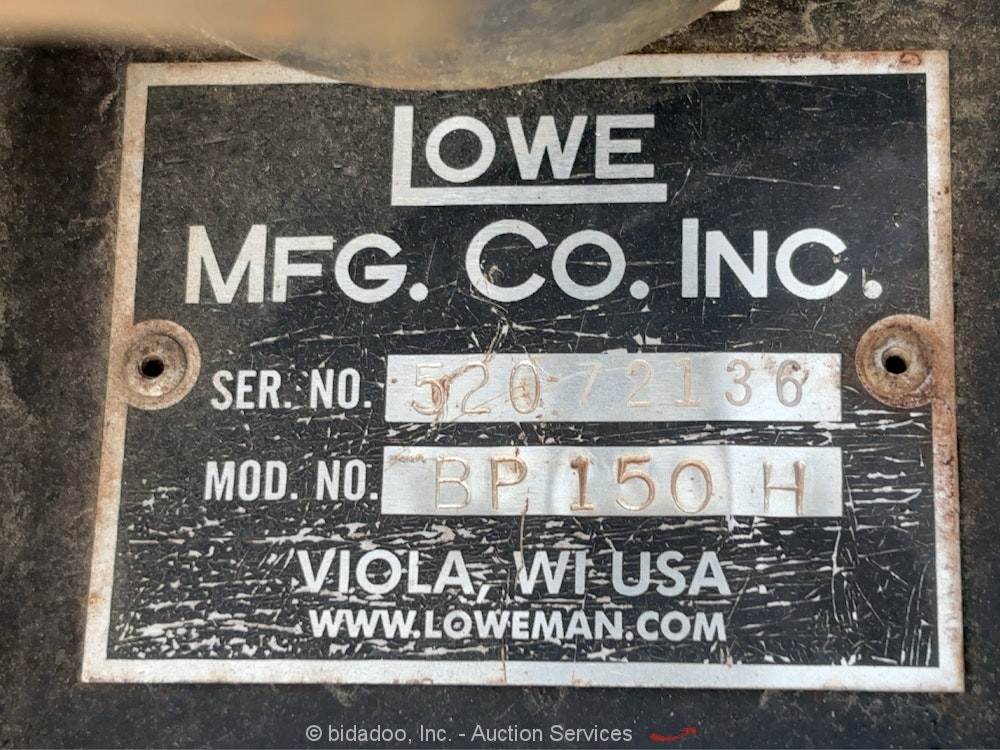 LOWE
MFG. CO. INC.
SER. NO. 52072136
MOD. NO. BP 150 H
VIOLA, WI USA
WWW.LOWEMAN.COM
© bidadoo, Inc. - Auction Services